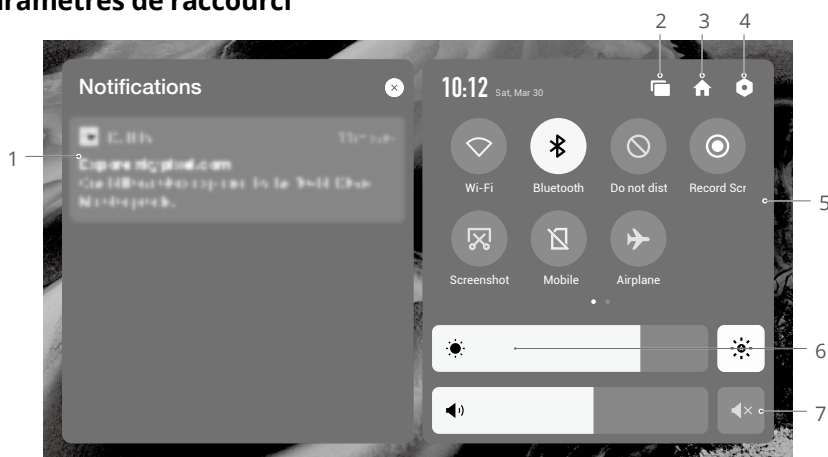 ramètres de raccourci
2 3 4
Notifications
10:12 Sat, Mar 30
1
Wi-Fi Bluetooth Do not dist Record Scr
5
Screenshot Mobile Airplane
6
7